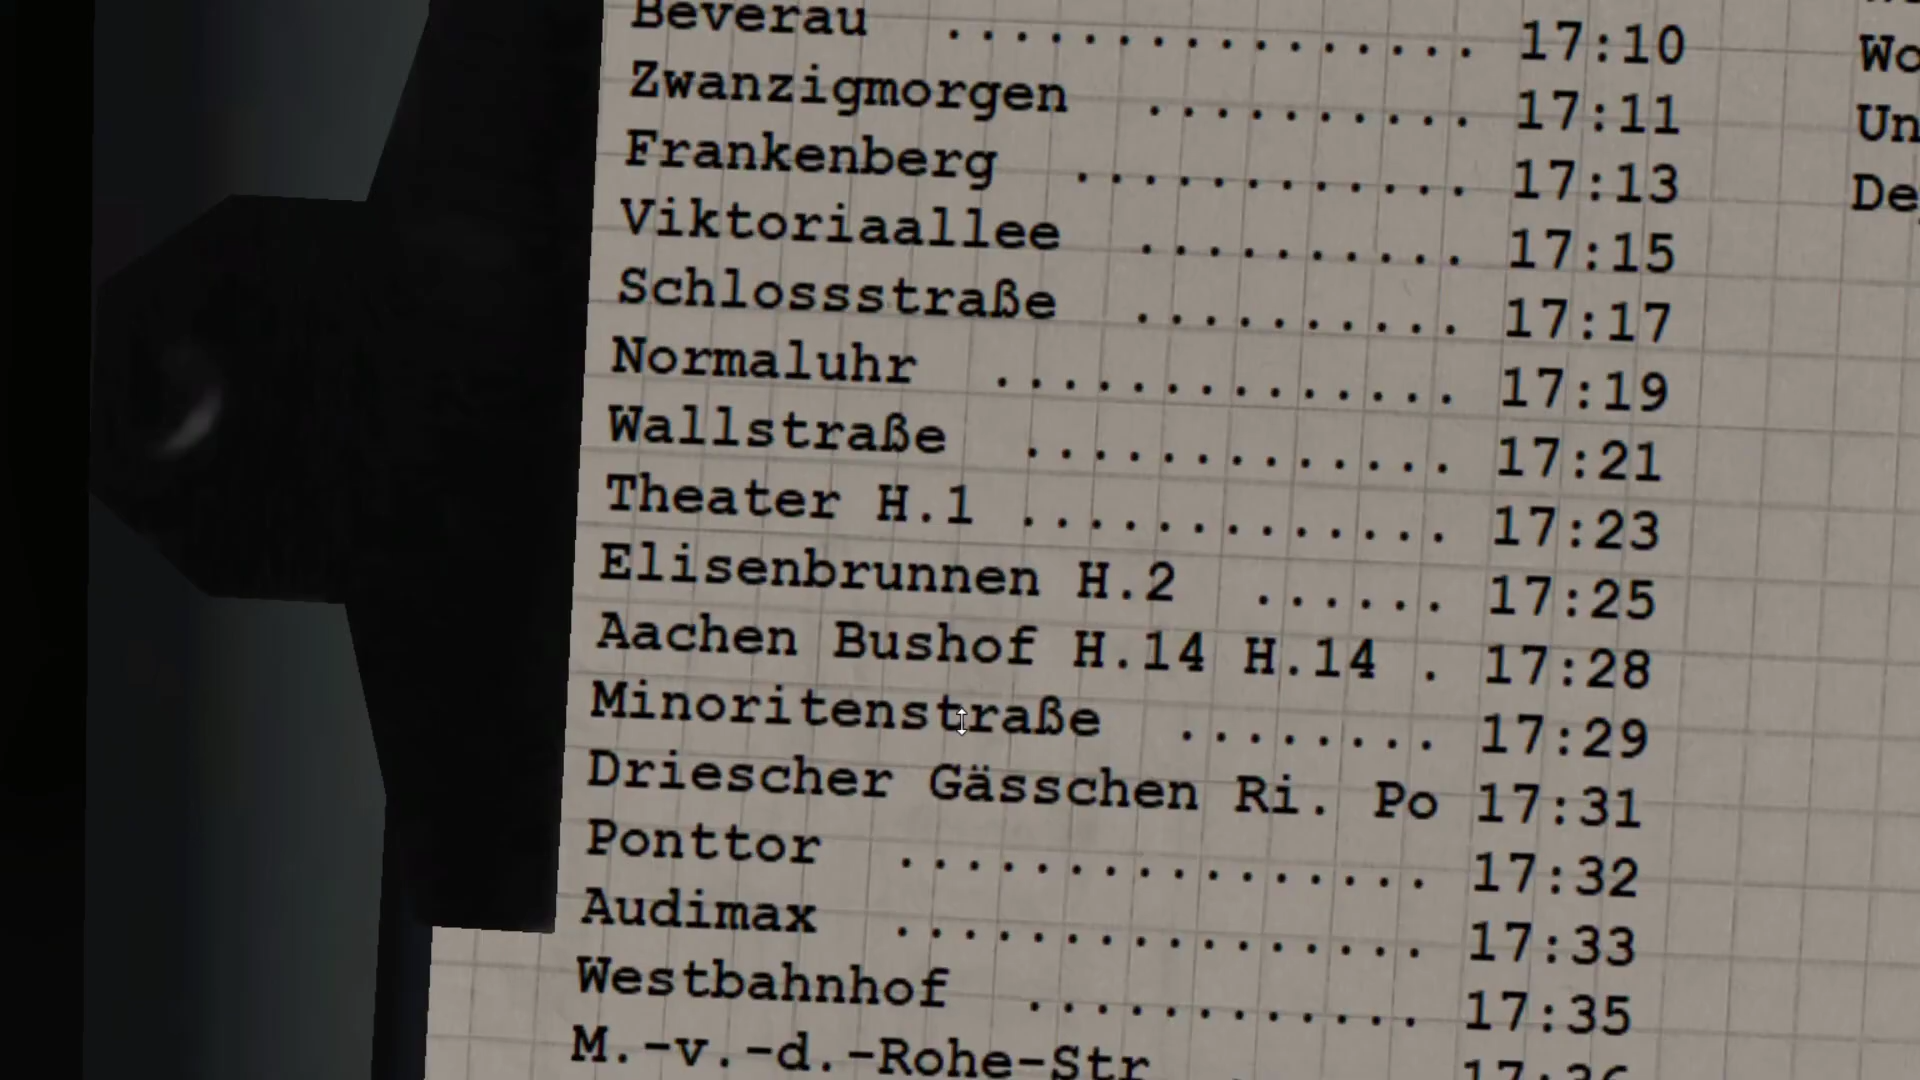 Beverau ................ 17:10
Zwanzigmorgen .......... 17:11
Frankenberg ............ 17:13
Viktoriaallee .......... 17:15
Schlossstraße .......... 17:17
Normaluhr .............. 17:19
Wallstraße ............. 17:21
Theater H.1 ............. 17:23
Elisenbrunnen H.2 ...... 17:25
Aachen Bushof H.14 H.14 . 17:28
Minoritenstraße ........ 17:29
Driescher Gässchen Ri. Po 17:31
Ponttor ................ 17:32
Audimax ................ 17:33
Westbahnhof ............ 17:35
M.-v.-d.-Rohe-Str 17:36
Wo
Un
De